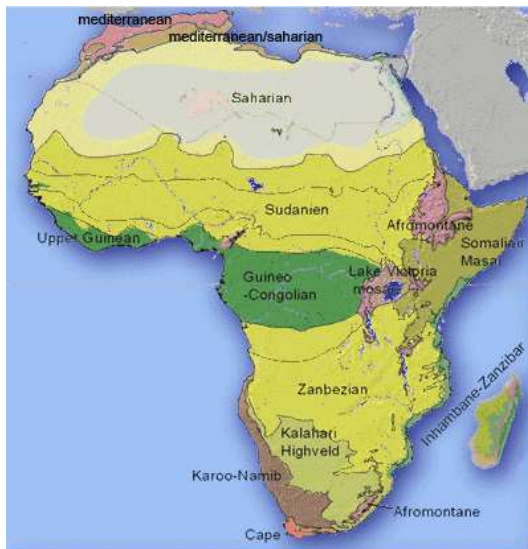 mediterranean
mediterranean/saharian
Saharian
Sudanien
Afromontane
Upper Guinean
Somaliar
Masai
Guineo
-Congolian
Lake Victoria
mosaic
Zanbezian
Inhambane-Zanzibar
Kalahari
Highveld
Karoo-Namib
Afromontane
Cape